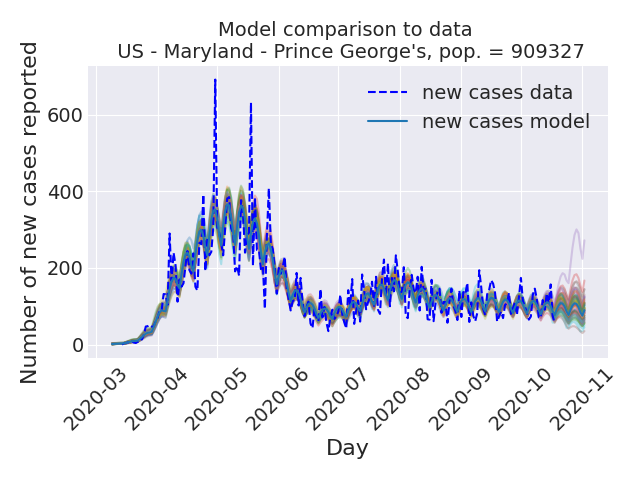 Model comparison to data
US - Maryland - Prince George's, pop. = 909327
Number of new cases reported
600
400
200
0
new cases data
new cases model
2020-03
2020-04
2020-05
2020-06
2020-07
2020-08
2020-09
2020-10
2020-11
Day